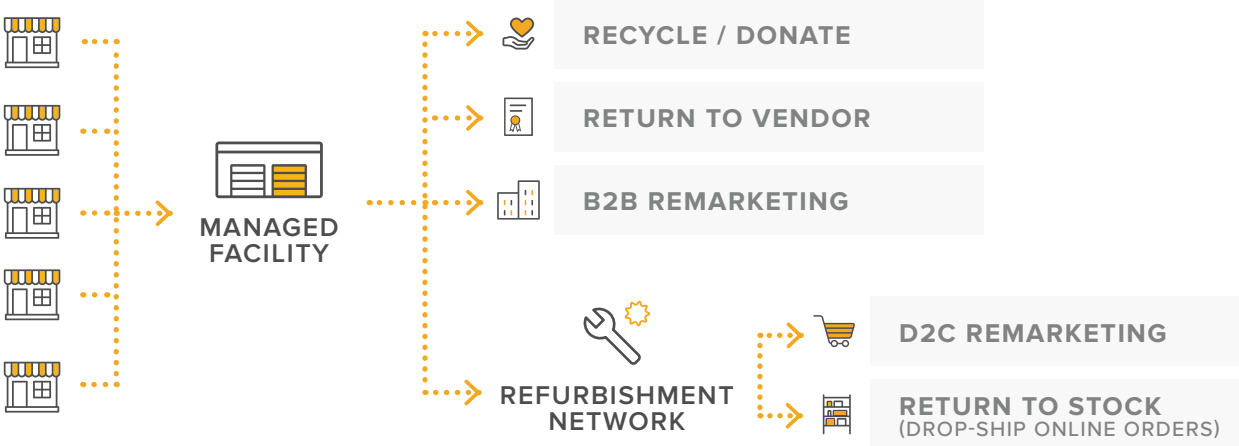 RECYCLE / DONATE
RETURN TO VENDOR
B2B REMARKETING
MANAGED
FACILITY
D2C REMARKETING
REFURBISHMENT
NETWORK
RETURN TO STOCK
(DROP-SHIP ONLINE ORDERS)